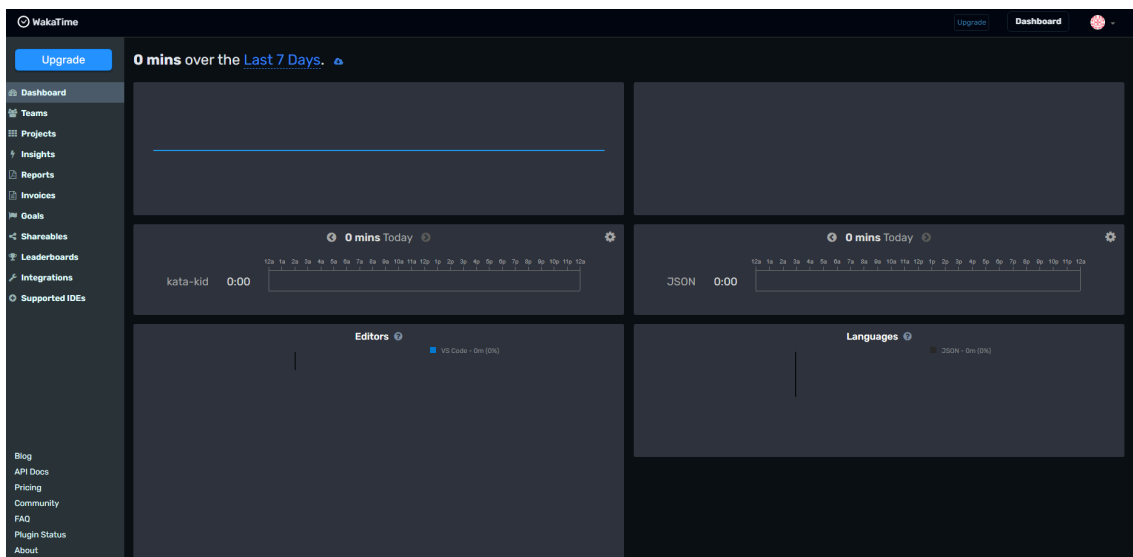 WakaTime
Upgrade
Dashboard
Upgrade
Dashboard
Teams
Projects
Insights
Reports
Invoices
Goals
Shareables
Leaderboards
Integrations
Supported IDEs
Blog
API Docs
Pricing
Community
FAQ
Plugin Status
About
0 mins over the Last 7 Days.
0 mins Today
12a 1a 2a 3a 4a 5a 6a 7a 8a 9a 10a 11a 12p 1p 2p 3p 4p 5p 6p 7p 8p 9p 10p 11p 12a
kata-kid 0:00
0 mins Today
12a 1a 2a 3a 4a 5a 6a 7a 8a 9a 10a 11a 12p 1p 2p 3p 4p 5p 6p 7p 8p 9p 10p 11p 12a
JSON 0:00
Editors
VS Code - 0m (0%)
Languages
JSON - 0m (0%)